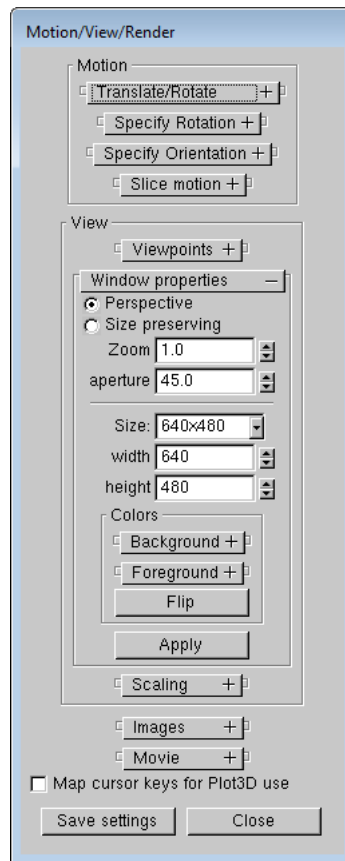 Motion/View/Render
Motion
Translate/Rotate +
Specify Rotation +
Specify Orientation +
Slice motion +
View
Viewpoints +
Window properties –
Perspective
Size preserving
Zoom 1.0
aperture 45.0
Size: 640x480
width 640
height 480
Colors
Background +
Foreground +
Flip
Apply
Scaling +
Images +
Movie +
Map cursor keys for Plot3D use
Save settings Close